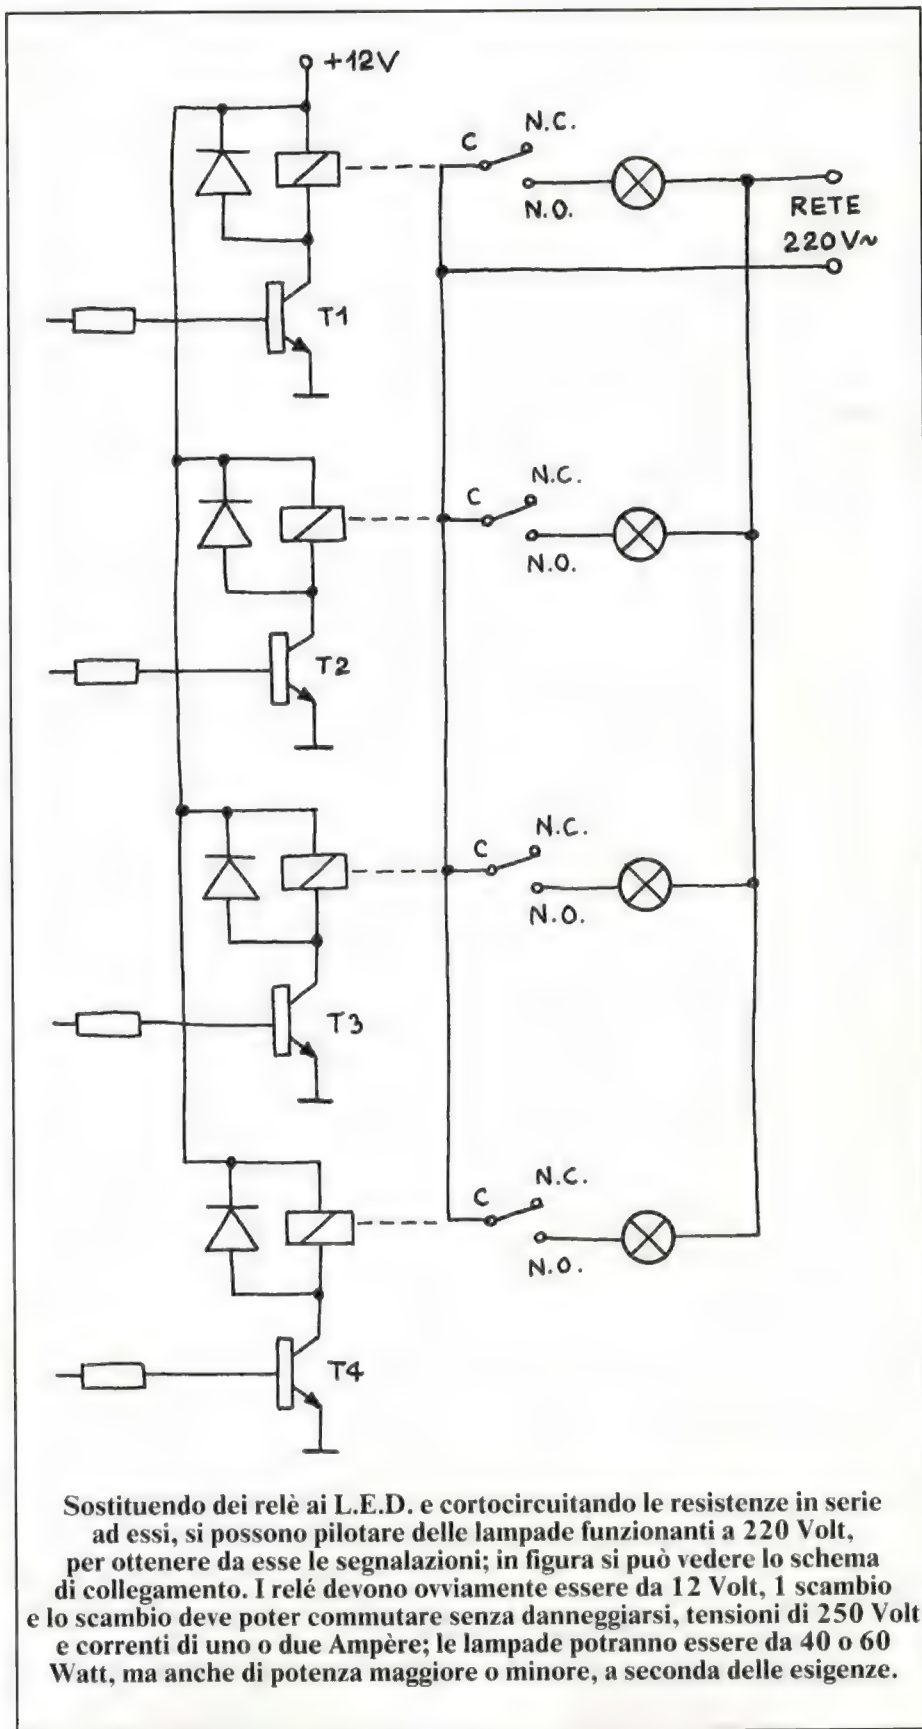 +12V
C
N.C.
N.O.
RETE
220V~
T1
C
N.C.
N.O.
T2
C
N.C.
N.O.
T3
C
N.C.
N.O.
T4
Sostituendo dei relè ai L.E.D. e cortocircuitando le resistenze in serie
ad essi, si possono pilotare delle lampade funzionanti a 220 Volt,
per ottenere da esse le segnalazioni; in figura si può vedere lo schema
di collegamento. I relé devono ovviamente essere da 12 Volt, 1 scambio
e lo scambio deve poter commutare senza danneggiarsi, tensioni di 250 Volt
e correnti di uno o due Ampère; le lampade potranno essere da 40 o 60
Watt, ma anche di potenza maggiore o minore, a seconda delle esigenze.